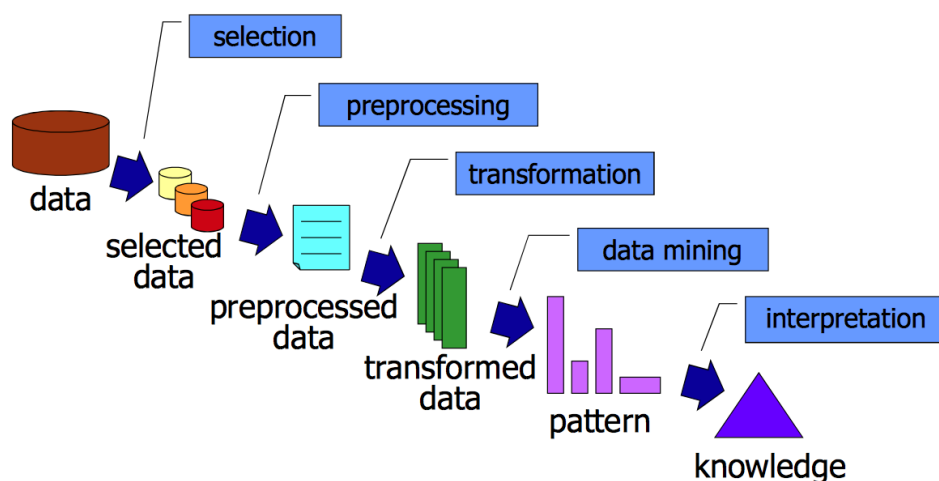 selection
preprocessing
data
transformation
selected
data
data mining
preprocessed
data
interpretation
transformed
data
pattern
knowledge